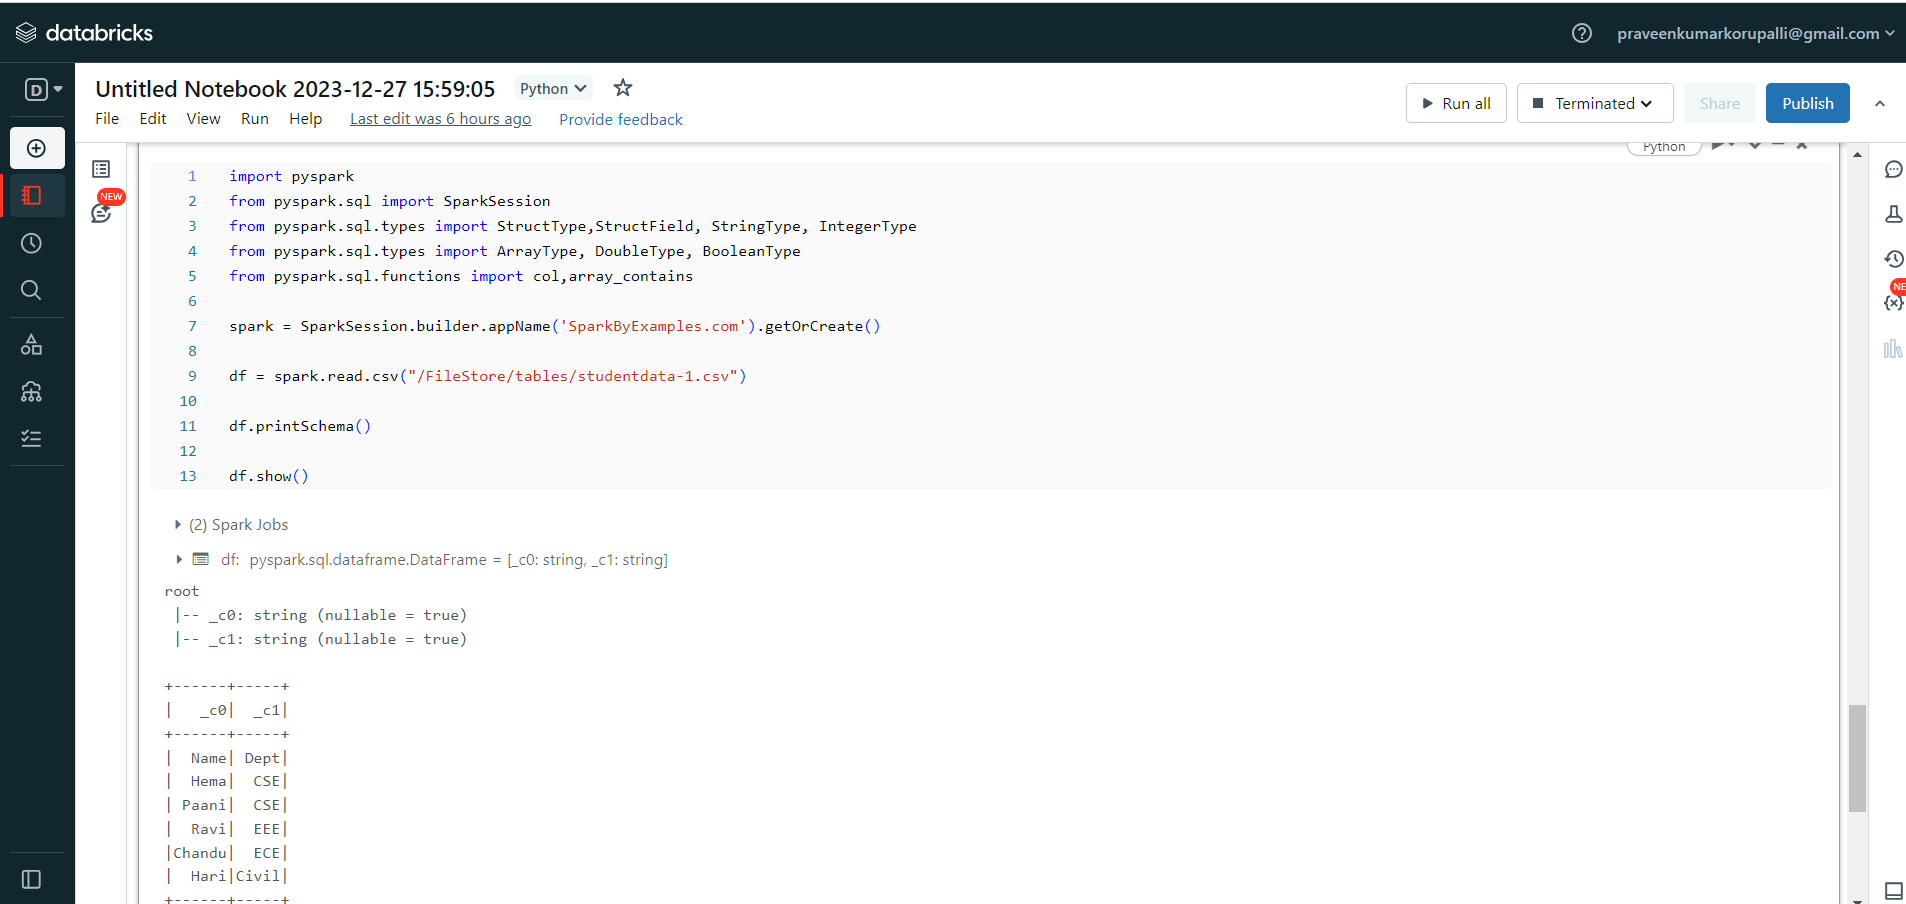 databricks
praveenkumarkorupalli@gmail.com
D
Untitled Notebook 2023-12-27 15:59:05 Python
Run all Terminated Share Publish
File Edit View Run Help Last edit was 6 hours ago Provide feedback
Python
NEW
NE
1 import pyspark
2 from pyspark.sql import SparkSession
3 from pyspark.sql.types import StructType,StructField, StringType, IntegerType
4 from pyspark.sql.types import ArrayType, DoubleType, BooleanType
5 from pyspark.sql.functions import col,array_contains
6
7 spark = SparkSession.builder.appName('SparkByExamples.com').getOrCreate()
8
9 df = spark.read.csv("/FileStore/tables/studentdata-1.csv")
10
11 df.printSchema()
12
13 df.show()
(2) Spark Jobs
df: pyspark.sql.dataframe.DataFrame = [_c0: string, _c1: string]
root
 |-- _c0: string (nullable = true)
 |-- _c1: string (nullable = true)
+------+-----+
|   _c0|  _c1|
+------+-----+
|  Name| Dept|
|  Hema|  CSE|
| Paani|  CSE|
|  Ravi|  EEE|
|Chandu|  ECE|
|  Hari|Civil|
+------+-----+